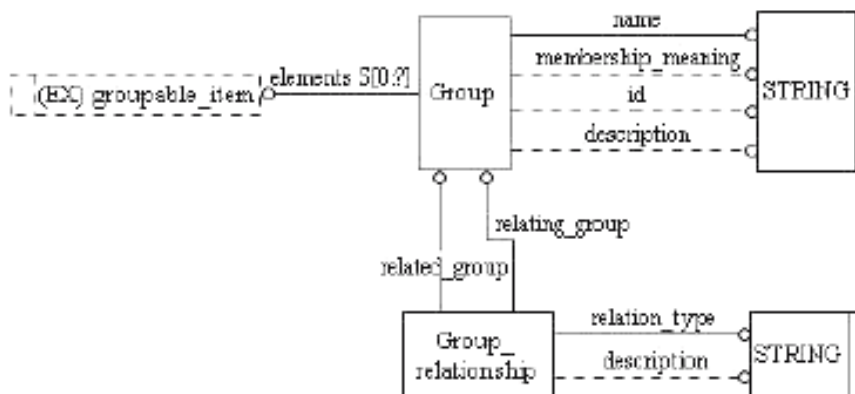 name
membership_meaning
id
description
elements S[0:?]
(EX) groupable_item
Group
STRING
relating_group
related_group
Group_
relationship
relation_type
description
STRING